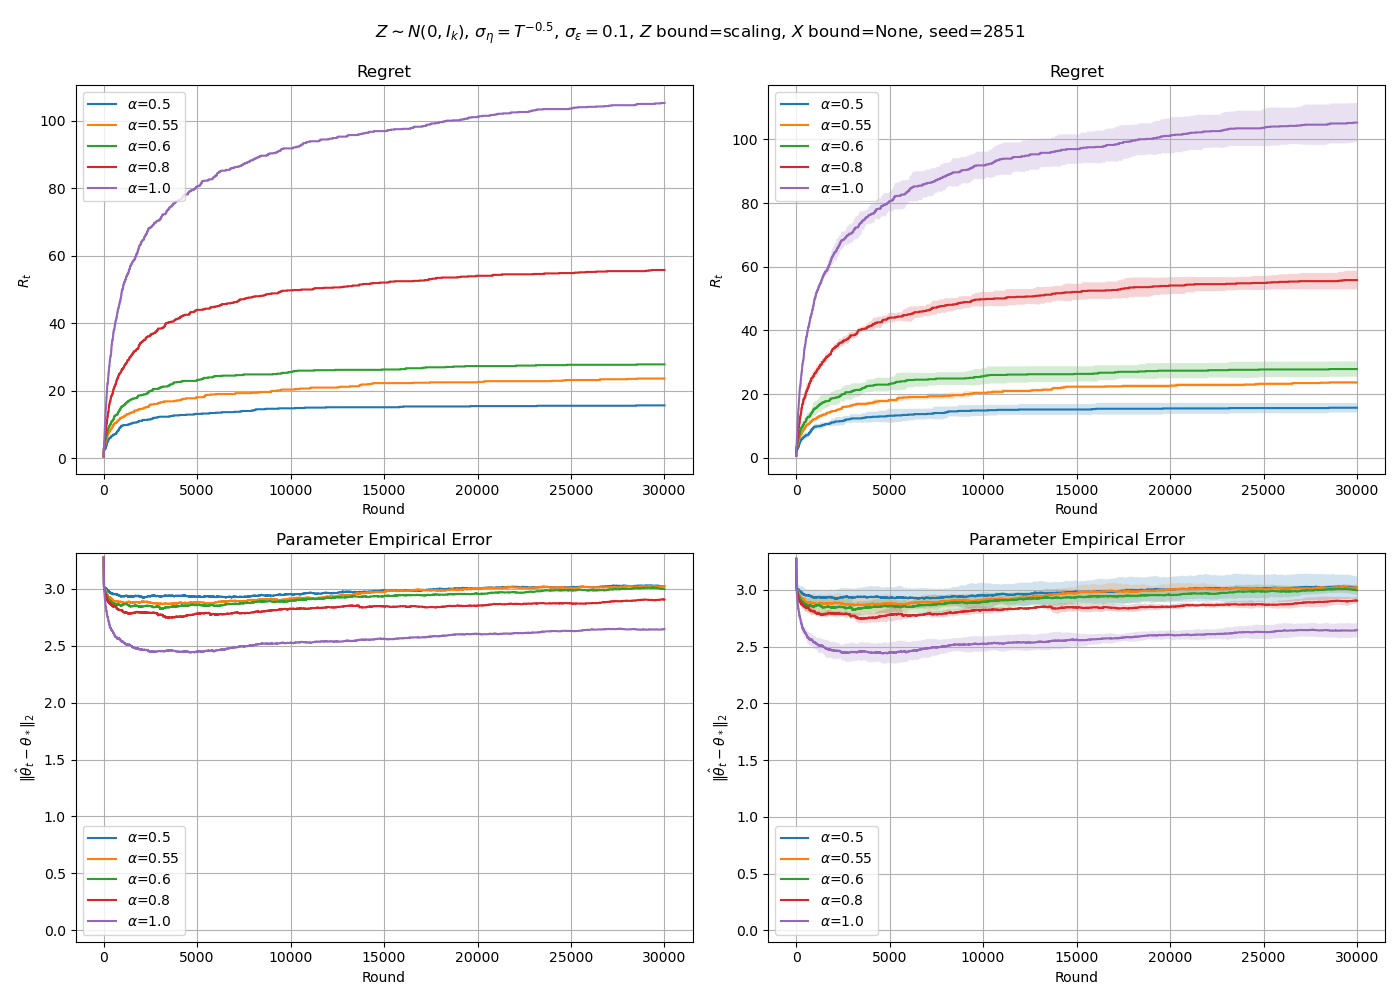 Z ∼ N(0, I_k), σ_η = T^{−0.5}, σ_ε = 0.1, Z bound=scaling, X bound=None, seed=2851
Regret
R_t
100
80
60
40
20
0
α=0.5
α=0.55
α=0.6
α=0.8
α=1.0
0 5000 10000 15000 20000 25000 30000
Round
Regret
R_t
100
80
60
40
20
0
α=0.5
α=0.55
α=0.6
α=0.8
α=1.0
0 5000 10000 15000 20000 25000 30000
Round
Parameter Empirical Error
‖θ̂_t − θ_*‖_2
3.0
2.5
2.0
1.5
1.0
0.5
0.0
α=0.5
α=0.55
α=0.6
α=0.8
α=1.0
0 5000 10000 15000 20000 25000 30000
Round
Parameter Empirical Error
‖θ̂_t − θ_*‖_2
3.0
2.5
2.0
1.5
1.0
0.5
0.0
α=0.5
α=0.55
α=0.6
α=0.8
α=1.0
0 5000 10000 15000 20000 25000 30000
Round